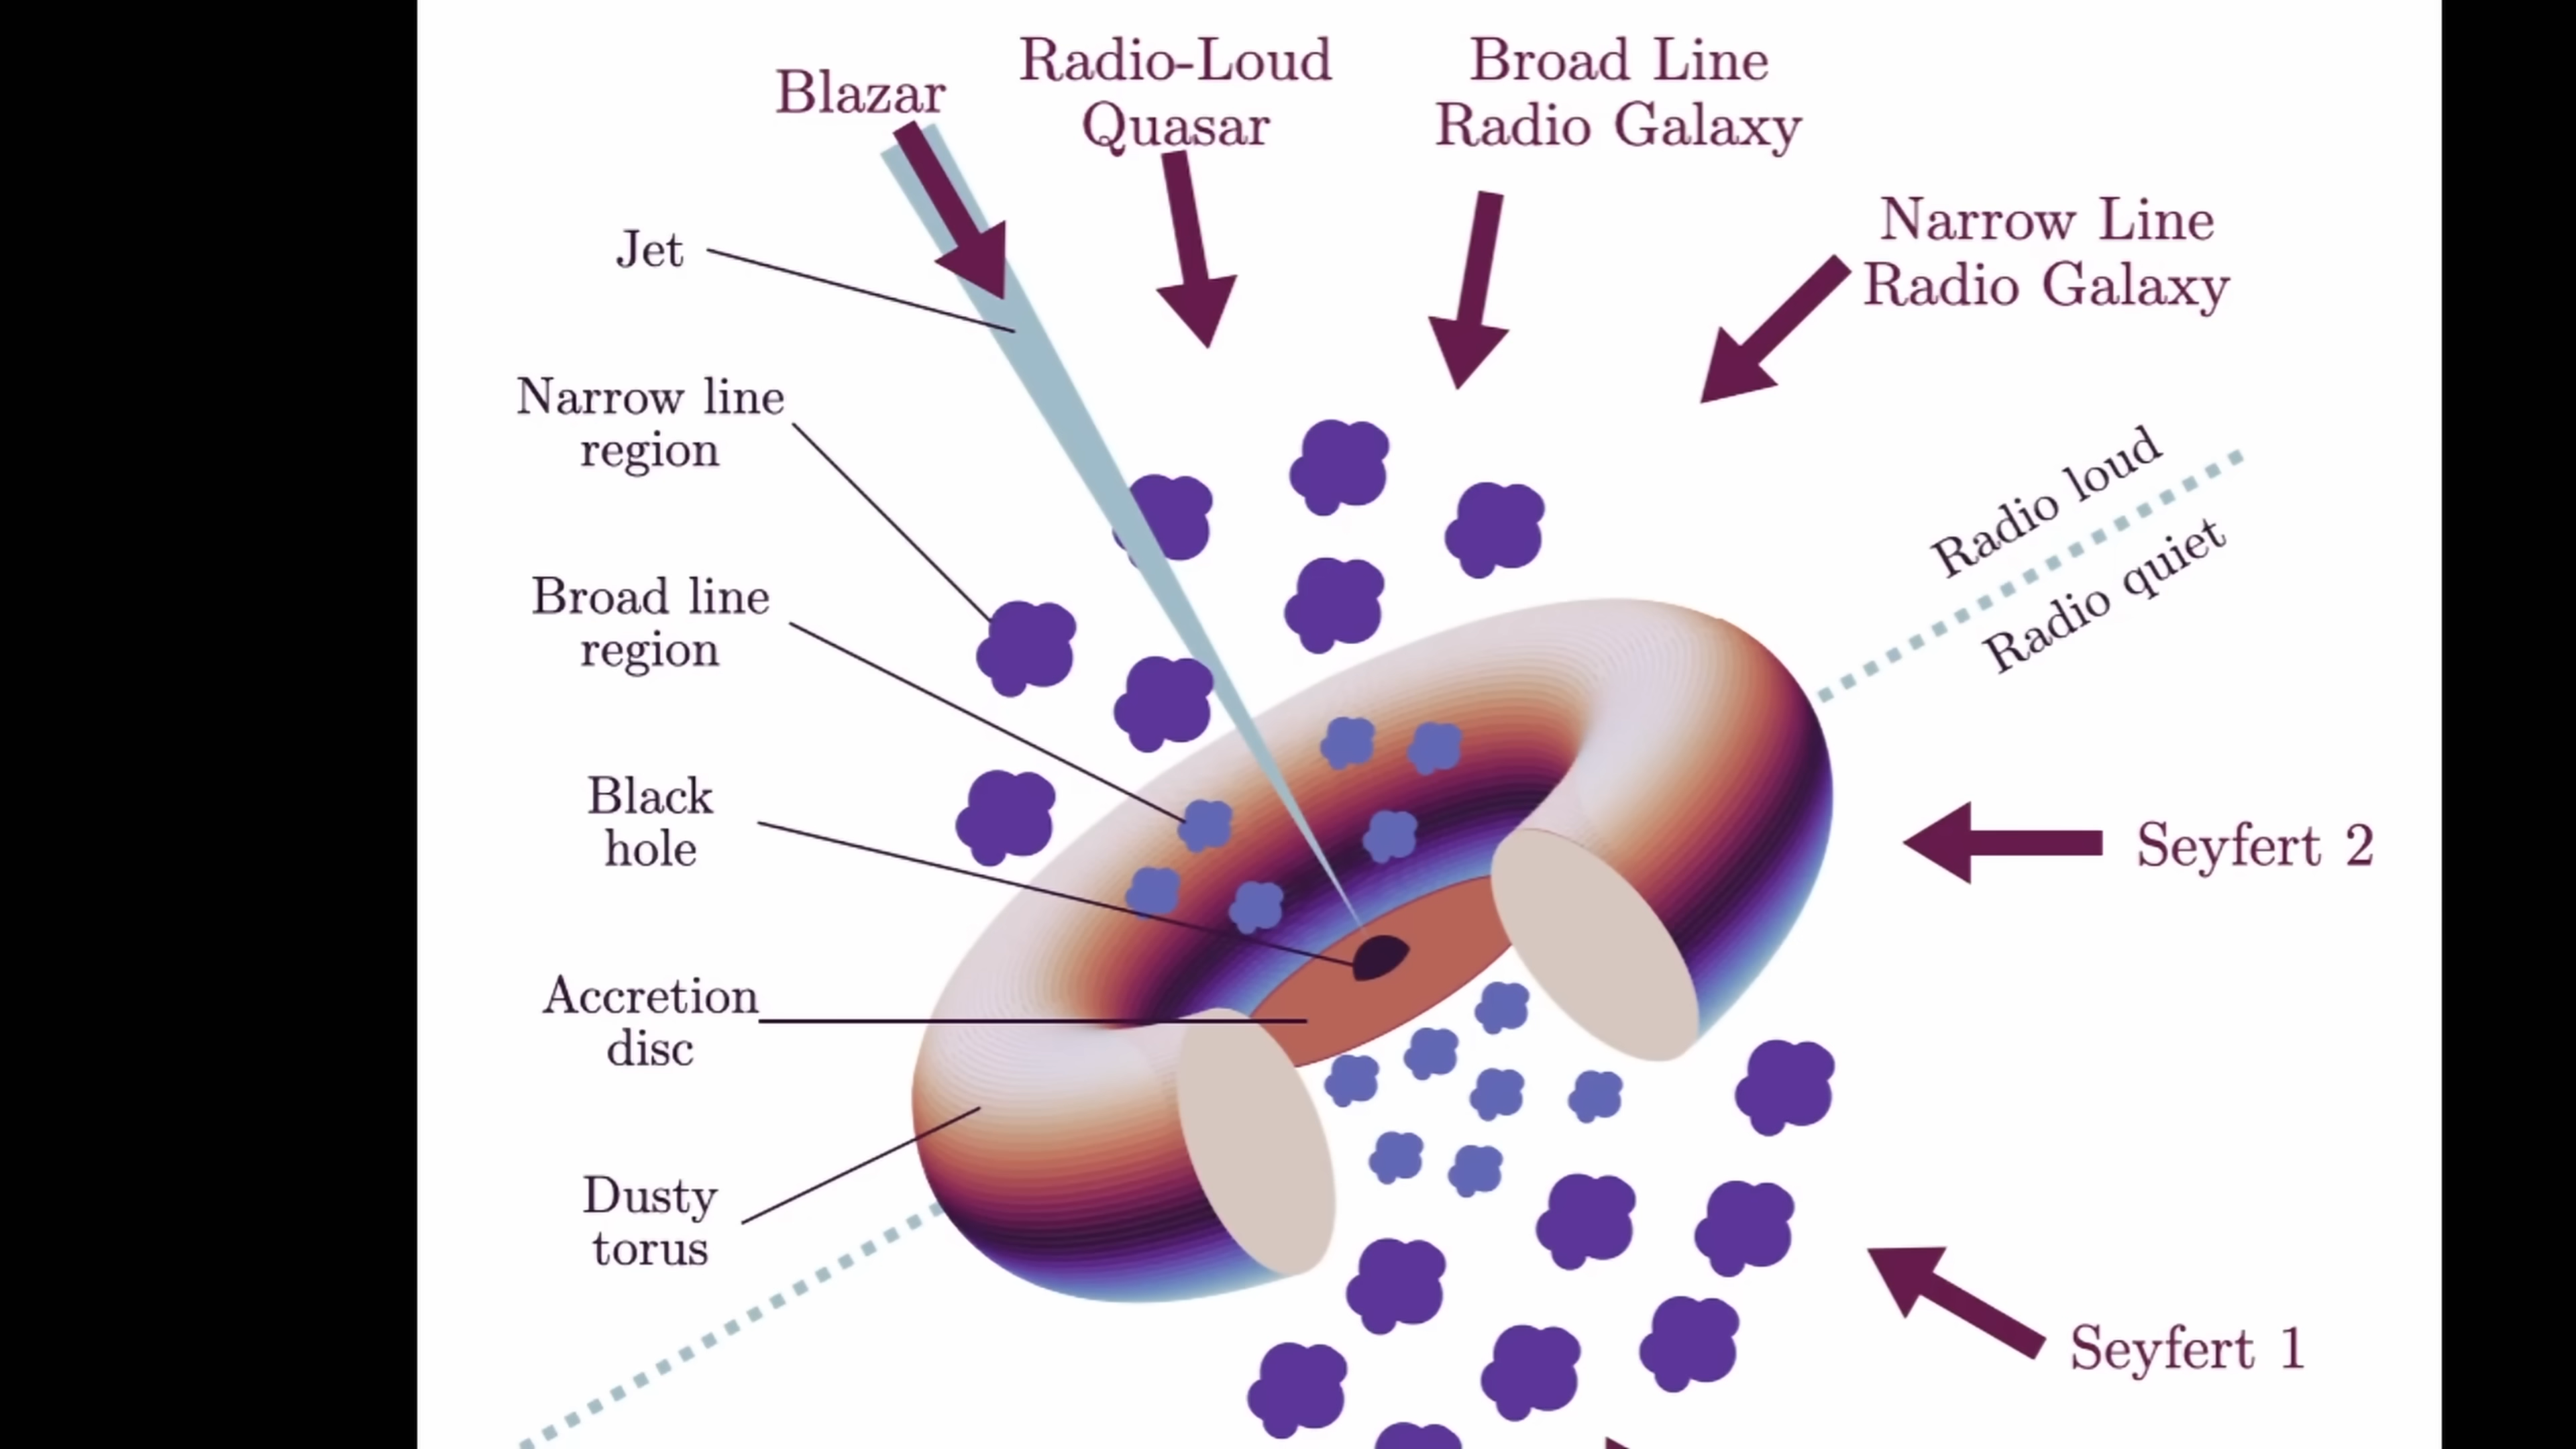 Blazar
Radio-Loud
Quasar
Broad Line
Radio Galaxy
Narrow Line
Radio Galaxy
Jet
Narrow line
region
Broad line
region
Black
hole
Accretion
disc
Dusty
torus
Radio loud
Radio quiet
Seyfert 2
Seyfert 1